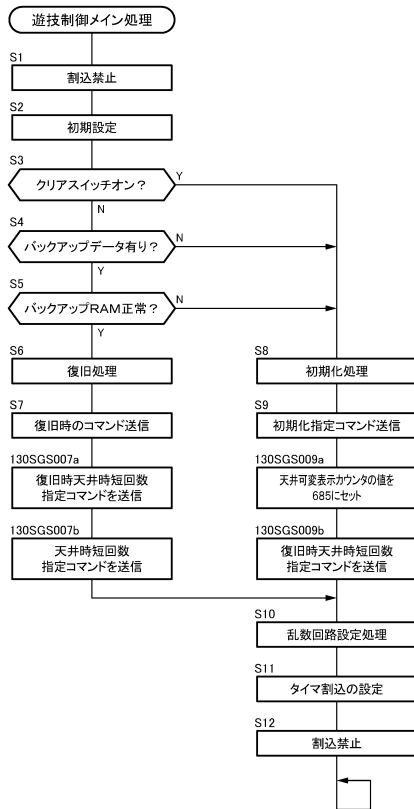 遊技制御メイン処理
S1
割込禁止
S2
初期設定
S3
クリアスイッチオン？
Y
N
S4
バックアップデータ有り？
N
Y
S5
バックアップRAM正常？
N
Y
S6
復旧処理
S7
復旧時のコマンド送信
130SGS007a
復旧時天井時短回数
指定コマンドを送信
130SGS007b
天井時短回数
指定コマンドを送信
S8
初期化処理
S9
初期化指定コマンド送信
130SGS009a
天井可変表示カウンタの値を
685にセット
130SGS009b
復旧時天井時短回数
指定コマンドを送信
S10
乱数回路設定処理
S11
タイマ割込の設定
S12
割込禁止